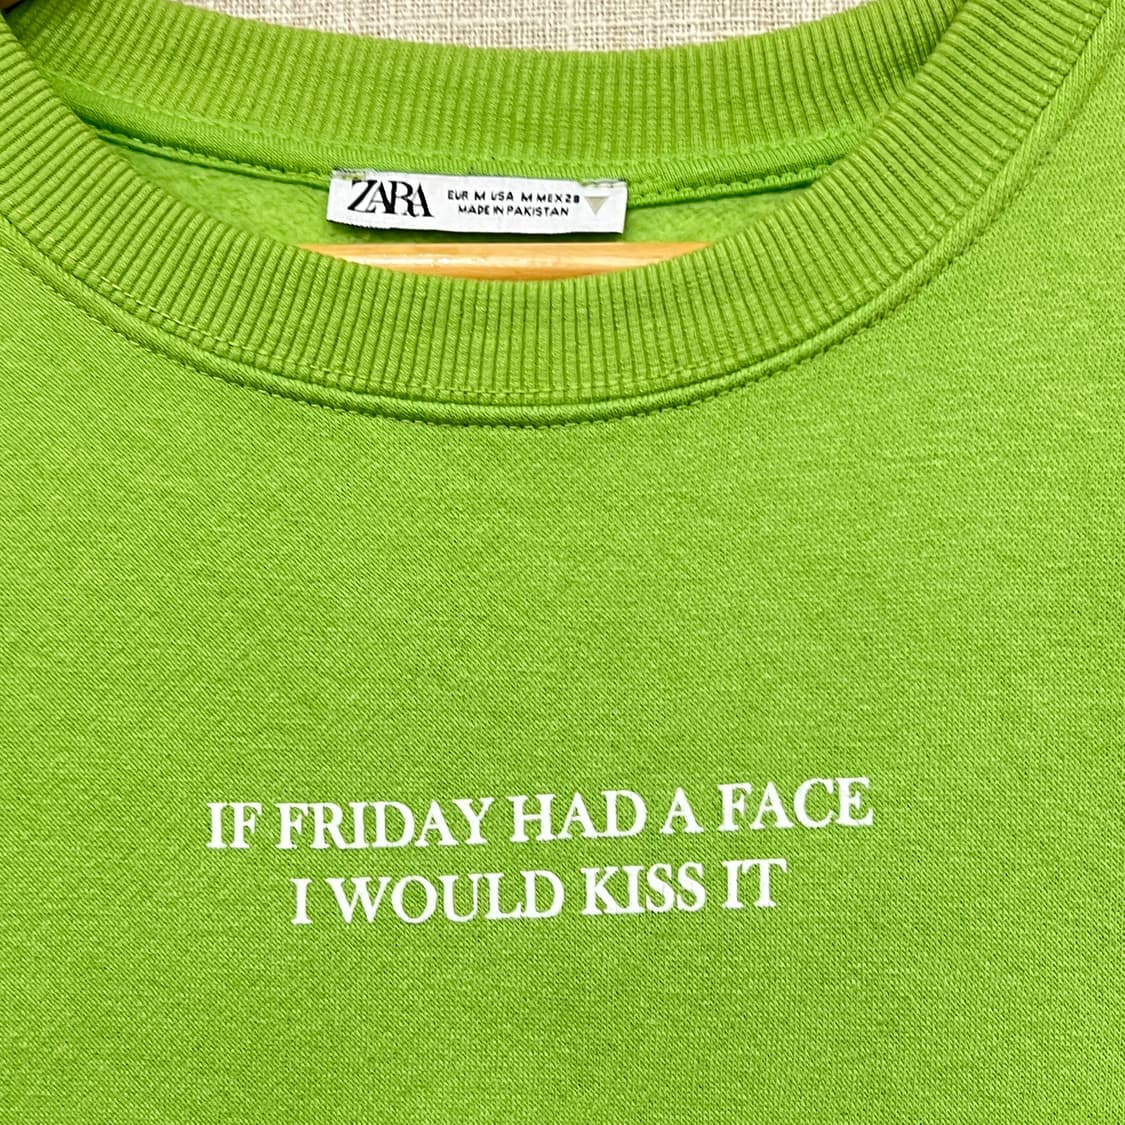 ZARA
EUR M USA M MEX 28
MADE IN PAKISTAN
IF FRIDAY HAD A FACE
I WOULD KISS IT